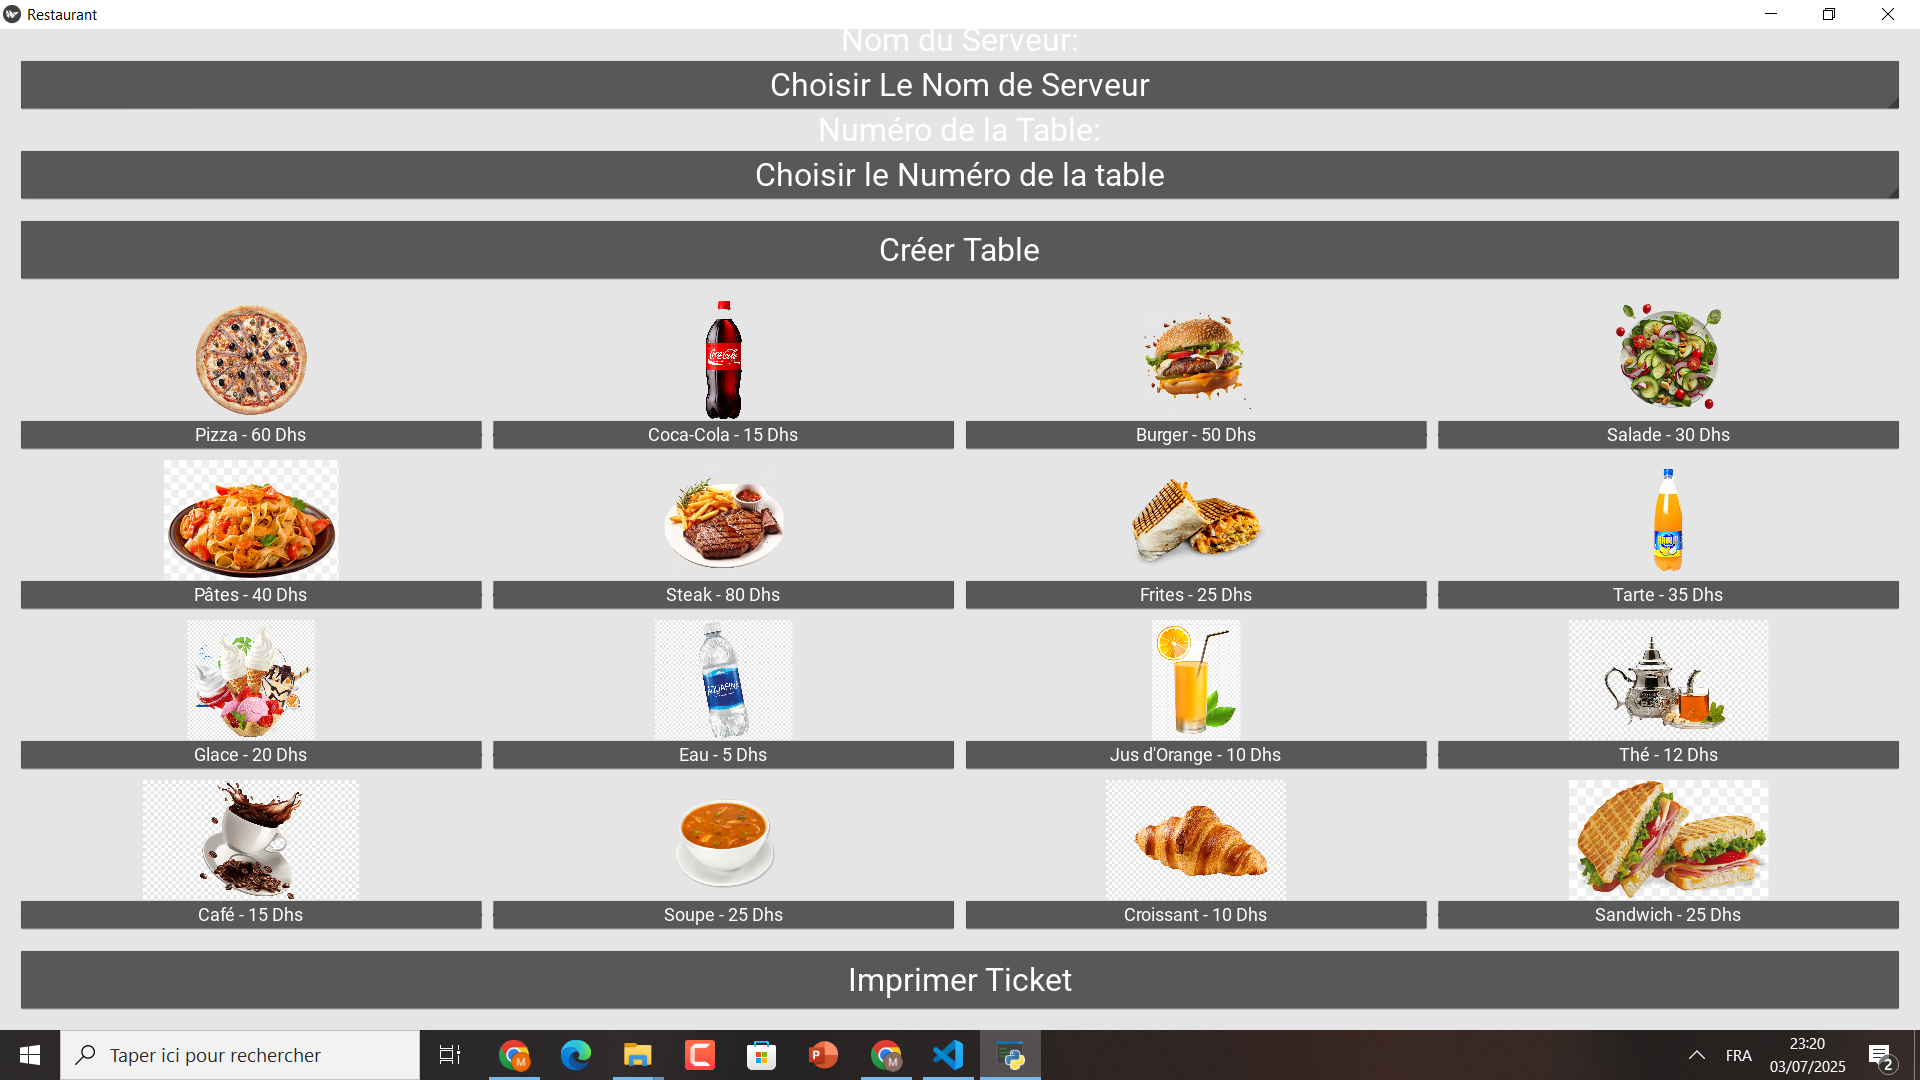 Restaurant
Nom du Serveur:
Choisir Le Nom de Serveur
Numéro de la Table:
Choisir le Numéro de la table
Créer Table
Coca-Cola
Pizza - 60 Dhs
Coca-Cola - 15 Dhs
Burger - 50 Dhs
Salade - 30 Dhs
Pâtes - 40 Dhs
Steak - 80 Dhs
Frites - 25 Dhs
Tarte - 35 Dhs
AQUAFINA
Glace - 20 Dhs
Eau - 5 Dhs
Jus d'Orange - 10 Dhs
Thé - 12 Dhs
Café - 15 Dhs
Soupe - 25 Dhs
Croissant - 10 Dhs
Sandwich - 25 Dhs
Imprimer Ticket
Taper ici pour rechercher
M
P
M
FRA
23:20
03/07/2025
2